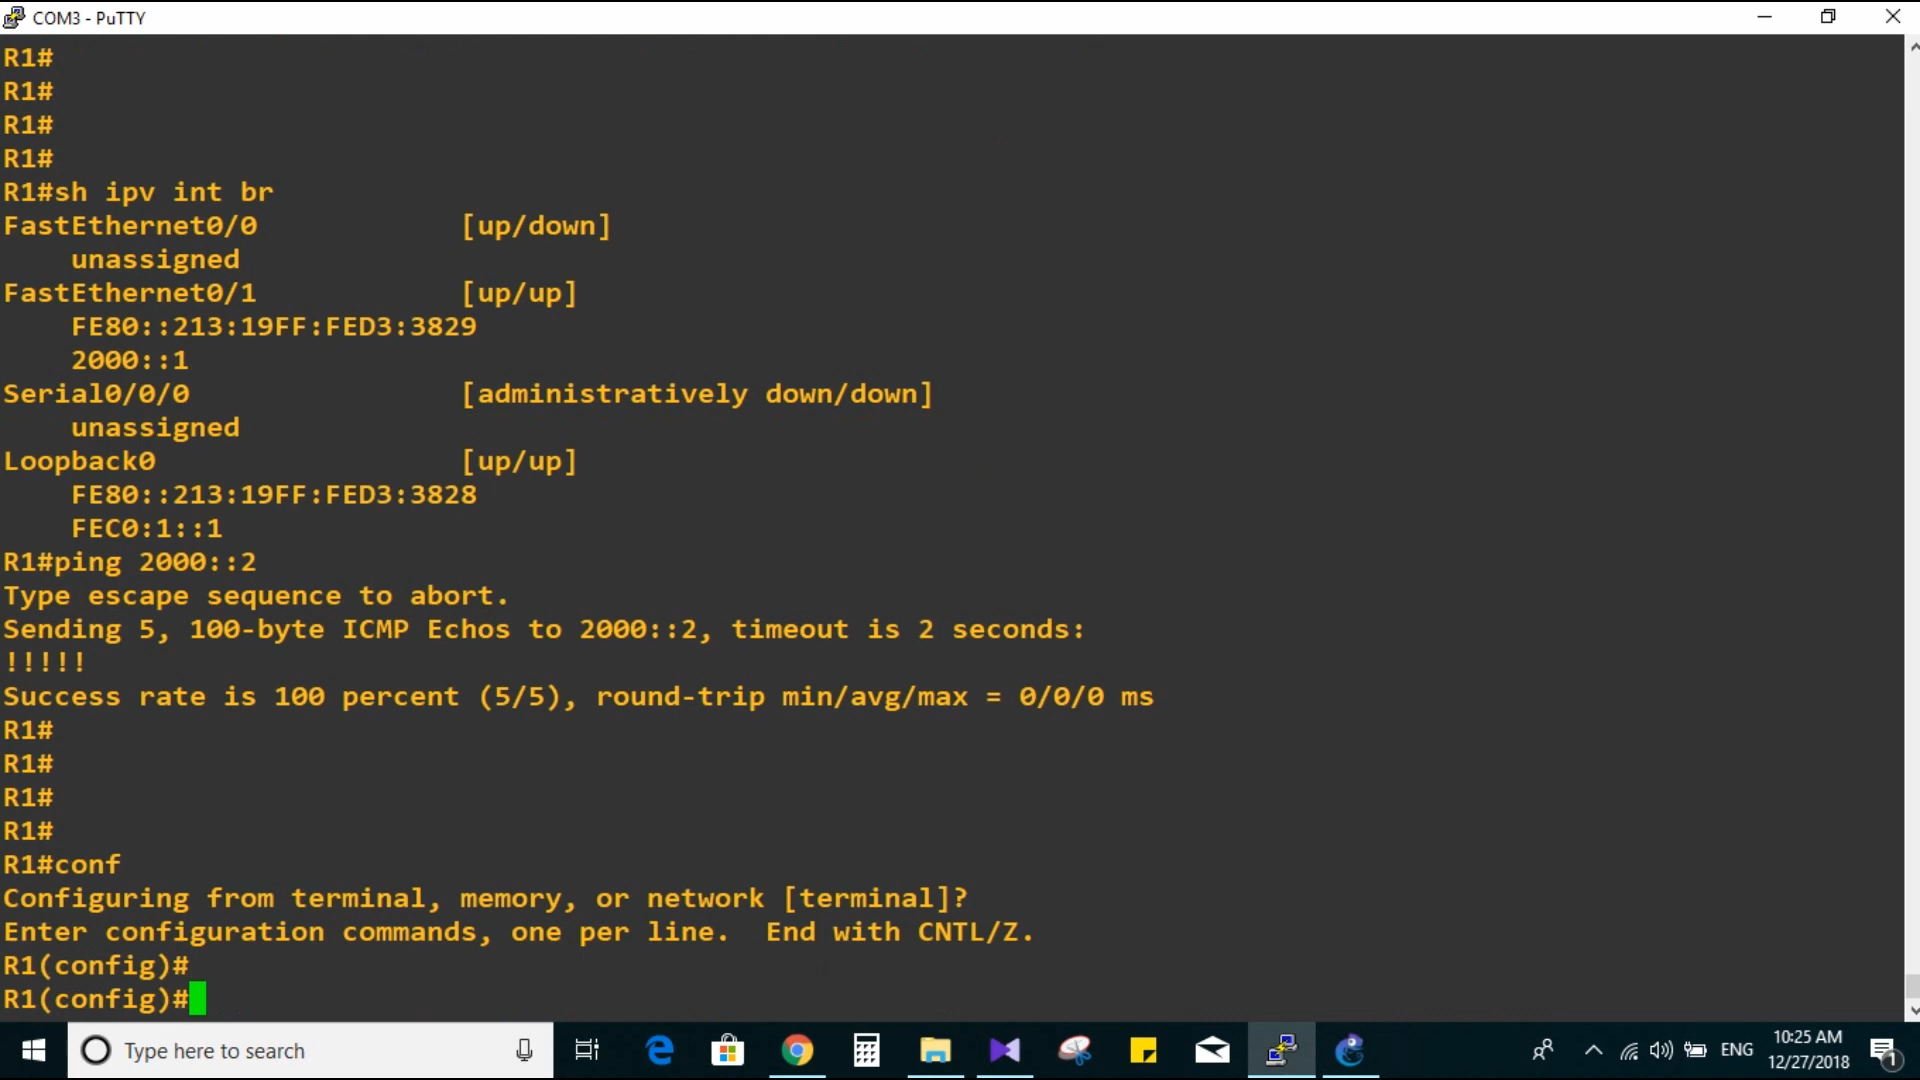 COM3 - PuTTY
R1#
R1#
R1#
R1#
R1#sh ipv int br
FastEthernet0/0 [up/down]
unassigned
FastEthernet0/1 [up/up]
FE80::213:19FF:FED3:3829
2000::1
Serial0/0/0 [administratively down/down]
unassigned
Loopback0 [up/up]
FE80::213:19FF:FED3:3828
FEC0:1::1
R1#ping 2000::2
Type escape sequence to abort.
Sending 5, 100-byte ICMP Echos to 2000::2, timeout is 2 seconds:
!!!!!
Success rate is 100 percent (5/5), round-trip min/avg/max = 0/0/0 ms
R1#
R1#
R1#
R1#
R1#conf
Configuring from terminal, memory, or network [terminal]?
Enter configuration commands, one per line.  End with CNTL/Z.
R1(config)#
R1(config)#
Type here to search
ENG
10:25 AM
12/27/2018
1